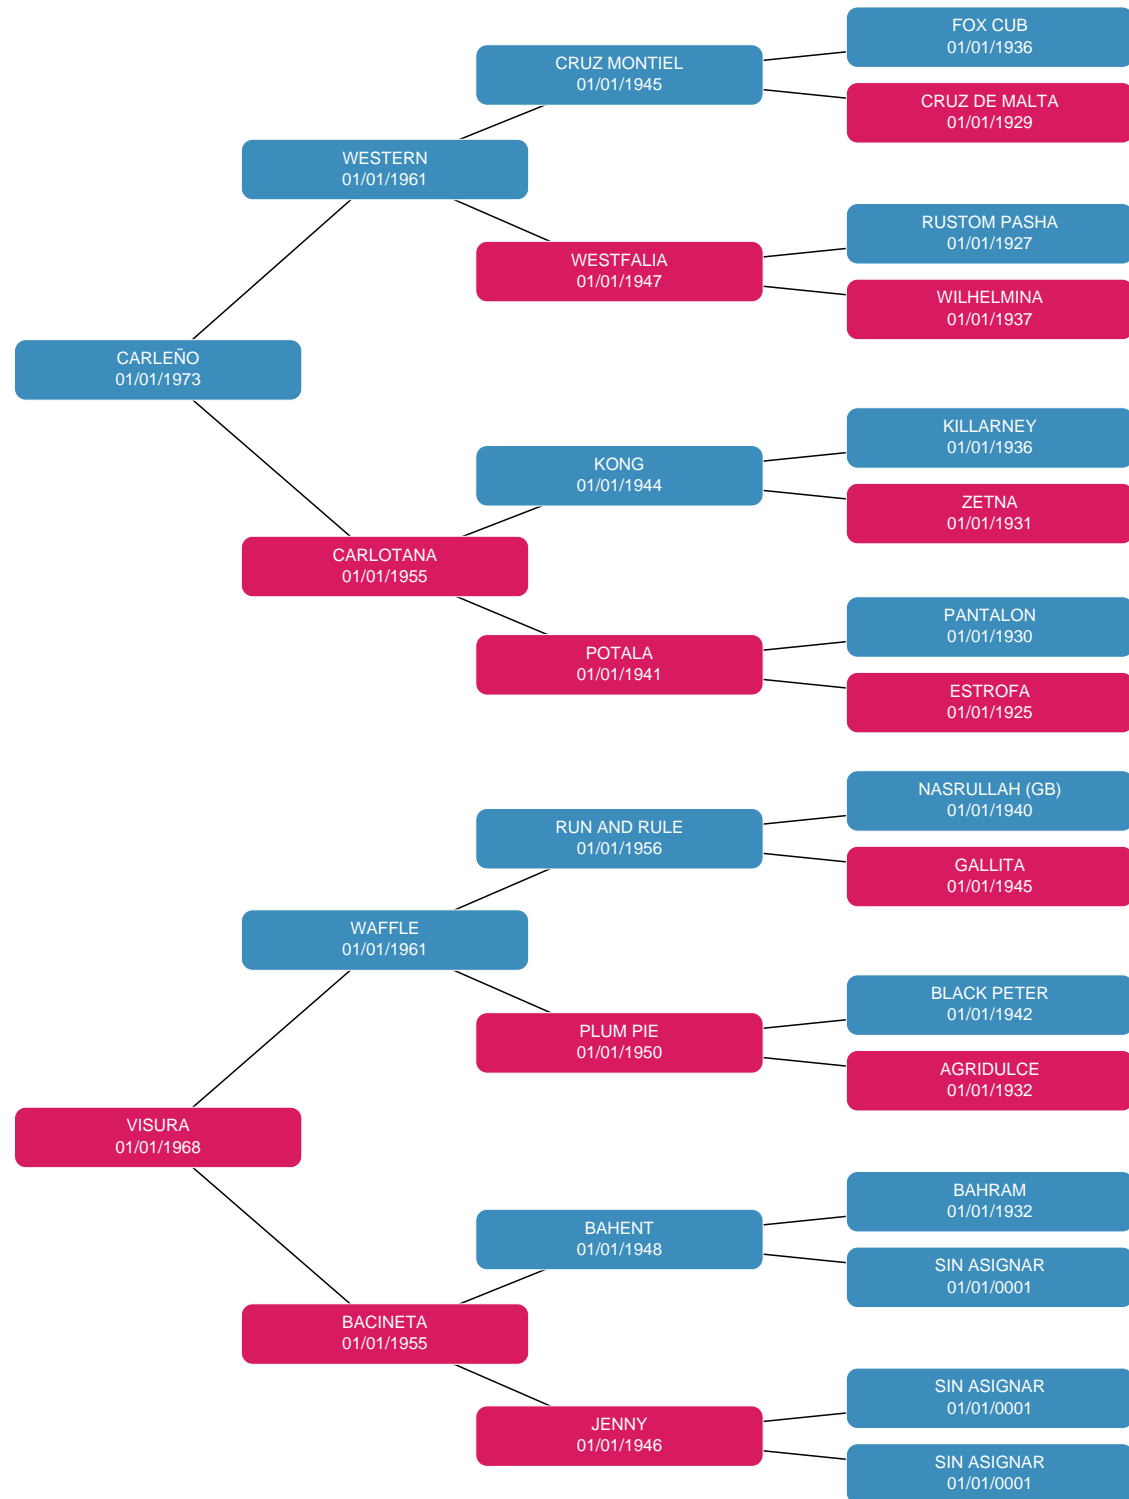 FOX CUB
01/01/1936
CRUZ MONTIEL
01/01/1945
CRUZ DE MALTA
01/01/1929
WESTERN
01/01/1961
RUSTOM PASHA
01/01/1927
WESTFALIA
01/01/1947
WILHELMINA
01/01/1937
CARLEÑO
01/01/1973
KILLARNEY
01/01/1936
KONG
01/01/1944
ZETNA
01/01/1931
CARLOTANA
01/01/1955
PANTALON
01/01/1930
POTALA
01/01/1941
ESTROFA
01/01/1925
NASRULLAH (GB)
01/01/1940
RUN AND RULE
01/01/1956
GALLITA
01/01/1945
WAFFLE
01/01/1961
BLACK PETER
01/01/1942
PLUM PIE
01/01/1950
AGRIDULCE
01/01/1932
VISURA
01/01/1968
BAHRAM
01/01/1932
BAHENT
01/01/1948
SIN ASIGNAR
01/01/0001
BACINETA
01/01/1955
SIN ASIGNAR
01/01/0001
JENNY
01/01/1946
SIN ASIGNAR
01/01/0001